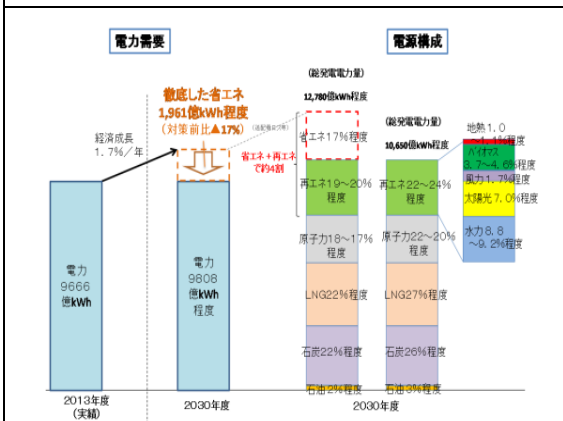 電力需要
電源構成
徹底した省エネ
1,961億kWh程度
(対策前比▲17%)
経済成長
1.7%/年
電力
9666
億kWh
電力
9808
億kWh
程度
2013年度
(実績)
2030年度
(総発電電力量)
12,780億kWh程度
省エネ17%程度
省エネ+再エネ
で約4割
再エネ19~20%
程度
原子力18~17%
程度
LNG22%程度
石炭22%程度
石油2%程度
(総発電電力量)
10,650億kWh程度
再エネ22~24%
程度
原子力22~20%
程度
LNG27%程度
石炭26%程度
石油3%程度
2030年度
地熱1.0
~1.1%程度
バイオマス
3.7~4.6%程度
風力1.7%程度
太陽光7.0%程度
水力8.8
~9.2%程度